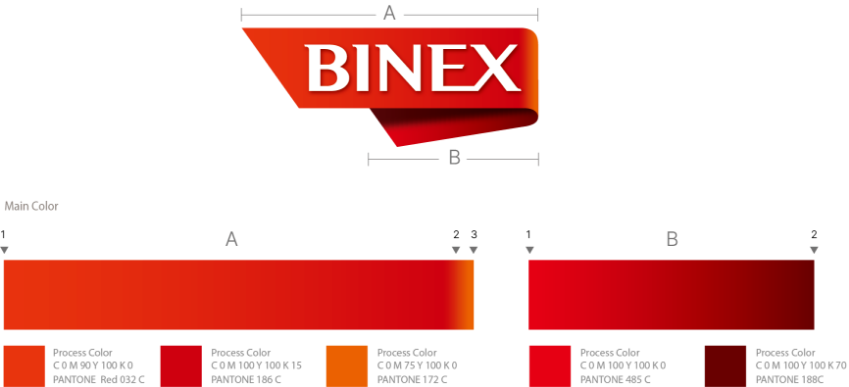 A
BINEX
B
Main Color
1 A 2 3
1 B 2
Process Color
C 0 M 90 Y 100 K 0
PANTONE Red 032 C
Process Color
C 0 M 100 Y 100 K 15
PANTONE 186 C
Process Color
C 0 M 75 Y 100 K 0
PANTONE 172 C
Process Color
C 0 M 100 Y 100 K 0
PANTONE 485 C
Process Color
C 0 M 100 Y 100 K 70
PANTONE 188C